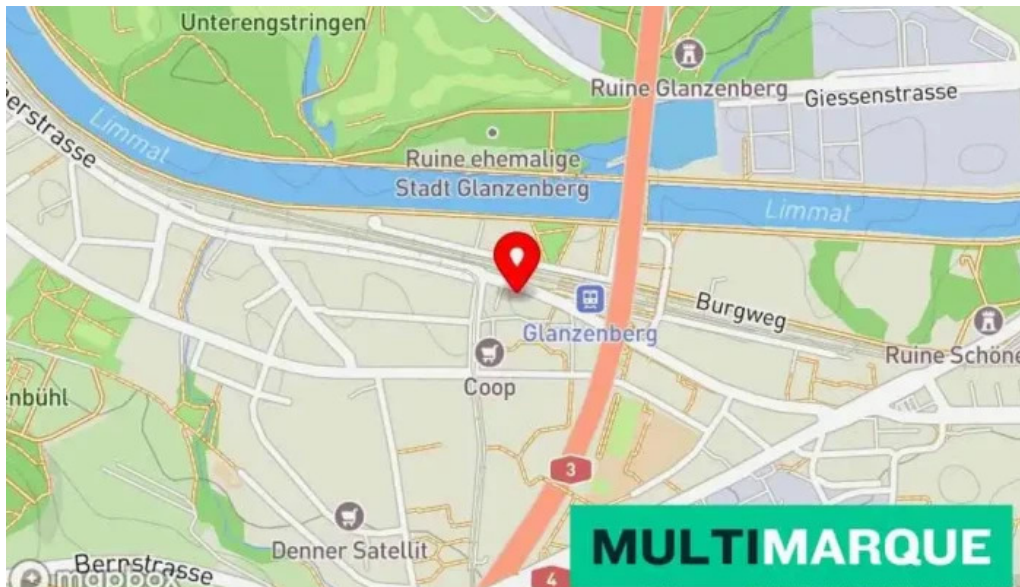 Unterengstringen
Ruine Glanzenberg
Giessenstrasse
erstrasse
Limmat
Ruine ehemalige
Stadt Glanzenberg
Limmat
Burgweg
Glanzenberg
Ruine Schöne
Coop
nbühl
3
Denner Satellit
MULTIMARQUE
Bernstrasse
mapbox
4